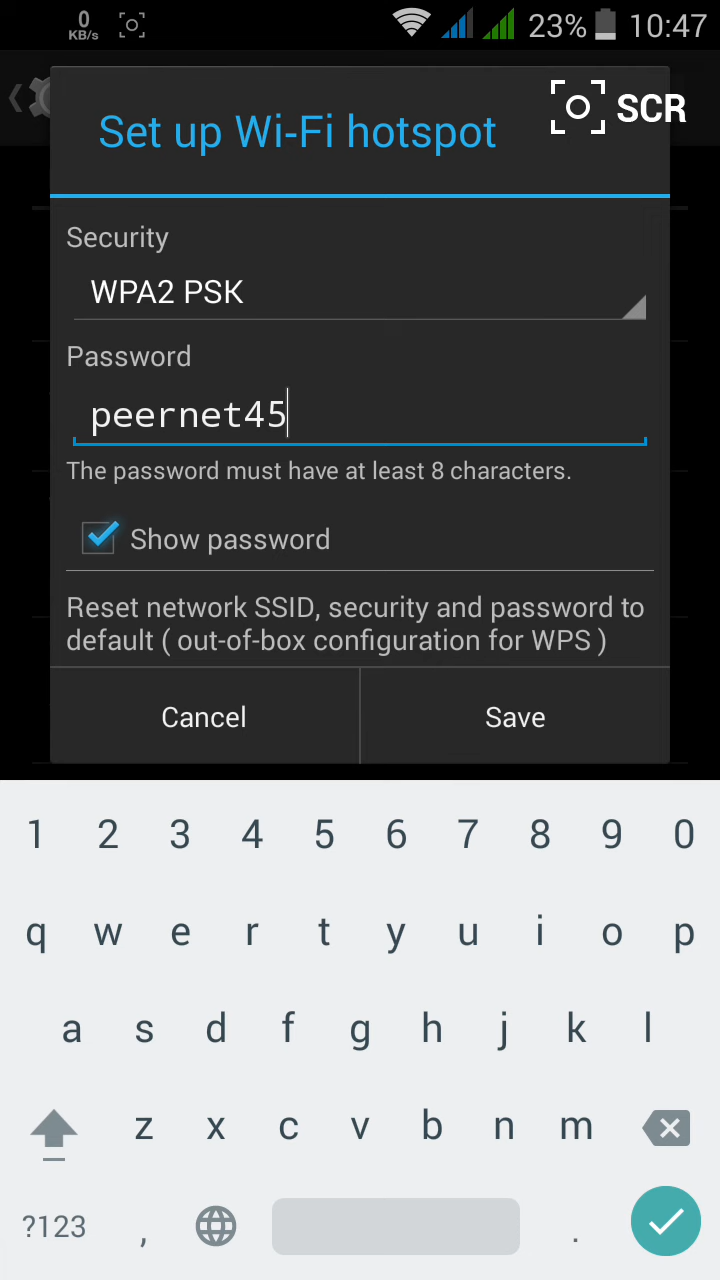 0
KB/s
23% 10:47
Set up Wi-Fi hotspot
SCR
Security
WPA2 PSK
Password
peernet45
The password must have at least 8 characters.
Show password
Reset network SSID, security and password to
default ( out-of-box configuration for WPS )
Cancel Save
1 2 3 4 5 6 7 8 9 0
q w e r t y u i o p
a s d f g h j k l
z x c v b n m
?123 , .